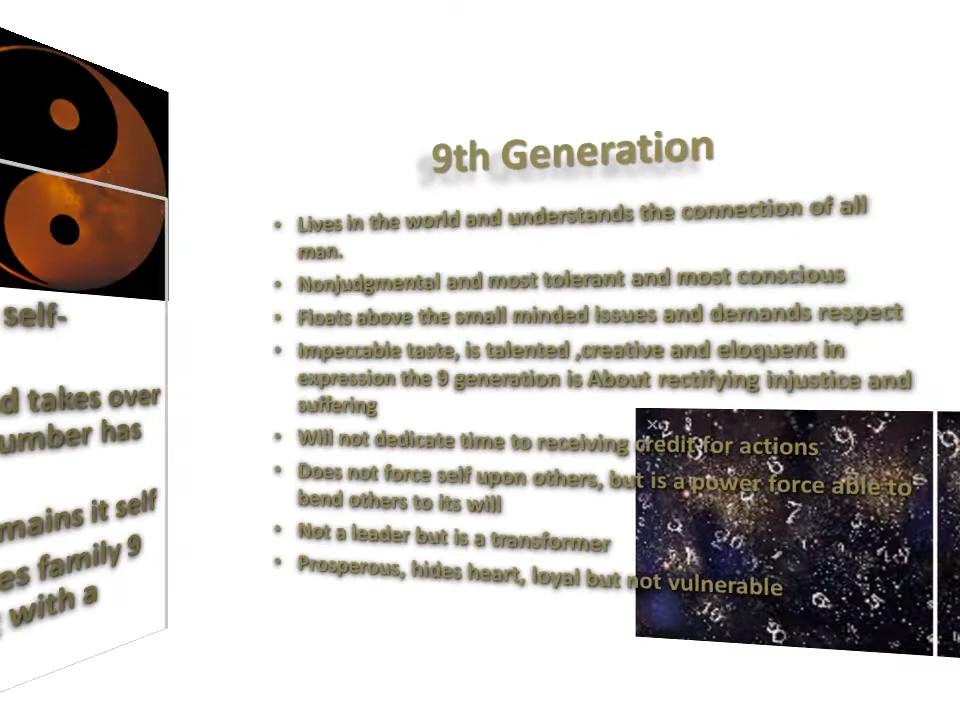 9th Generation
• Lives in the world and understands the connection of all
man.
• Nonjudgmental and most tolerant and most conscious
• Floats above the small minded issues and demands respect
• Impeccable taste, is talented ,creative and eloquent in
expression the 9 generation is About rectifying injustice and
suffering
• Will not dedicate time to receiving credit for actions
• Does not force self upon others, but is a power force able to
bend others to its will
• Not a leader but is a transformer
• Prosperous, hides heart, loyal but not vulnerable
self-
d takes over
umber has
mains it self
es family 9
with a